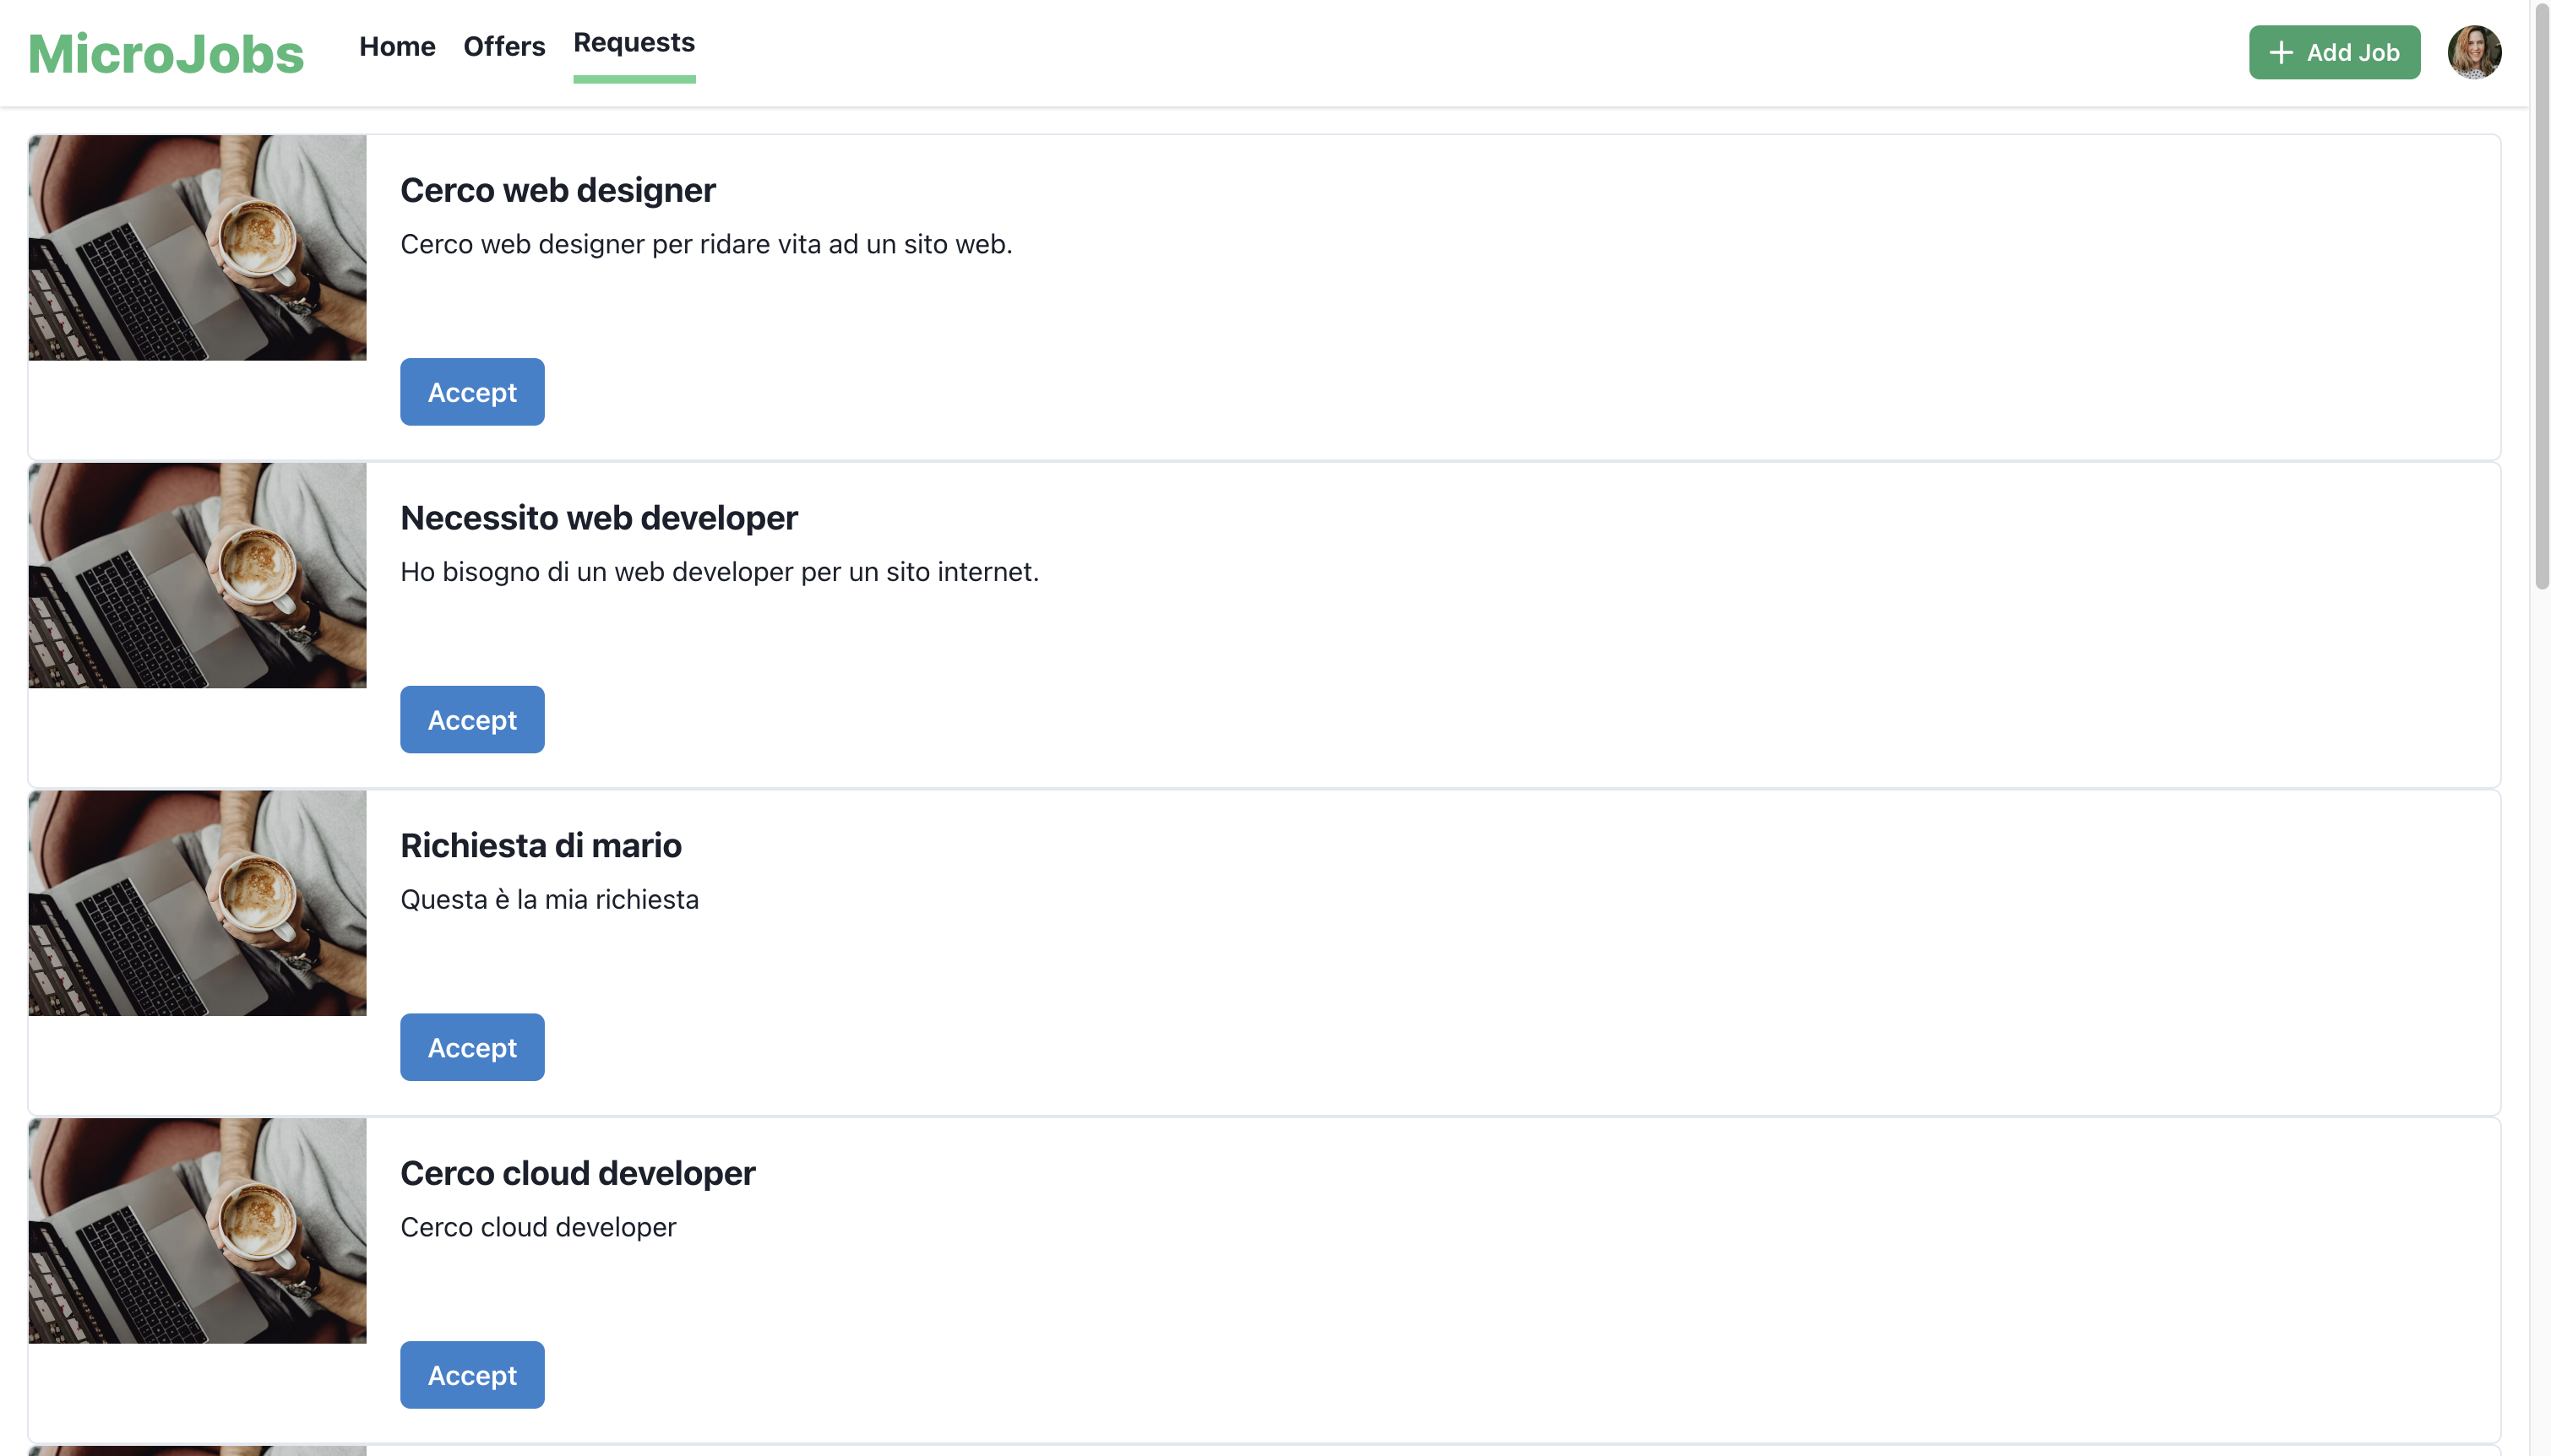 MicroJobs
Home
Offers
Requests
Add Job
Cerco web designer
Cerco web designer per ridare vita ad un sito web.
Accept
Necessito web developer
Ho bisogno di un web developer per un sito internet.
Accept
Richiesta di mario
Questa è la mia richiesta
Accept
Cerco cloud developer
Cerco cloud developer
Accept